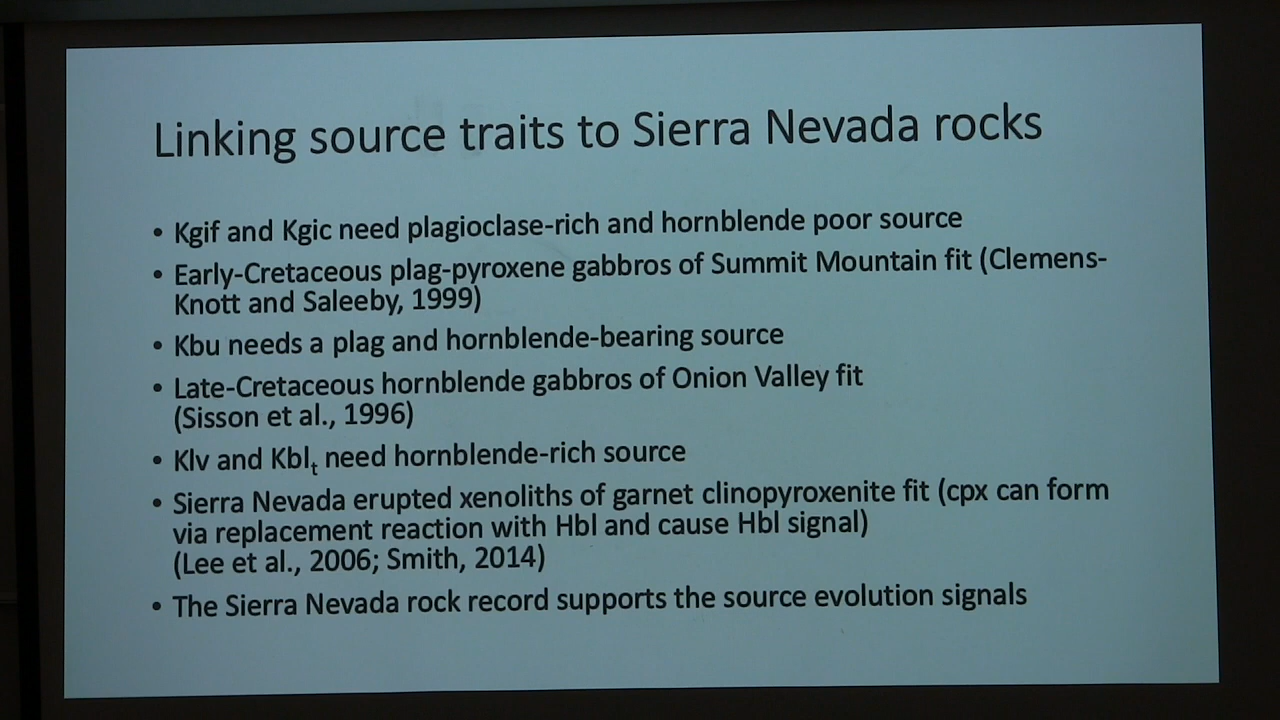 Linking source traits to Sierra Nevada rocks
• Kgif and Kgic need plagioclase-rich and hornblende poor source
• Early-Cretaceous plag-pyroxene gabbros of Summit Mountain fit (Clemens-
Knott and Saleeby, 1999)
• Kbu needs a plag and hornblende-bearing source
• Late-Cretaceous hornblende gabbros of Onion Valley fit
(Sisson et al., 1996)
• Klv and Kblₜ need hornblende-rich source
• Sierra Nevada erupted xenoliths of garnet clinopyroxenite fit (cpx can form
via replacement reaction with Hbl and cause Hbl signal)
(Lee et al., 2006; Smith, 2014)
• The Sierra Nevada rock record supports the source evolution signals